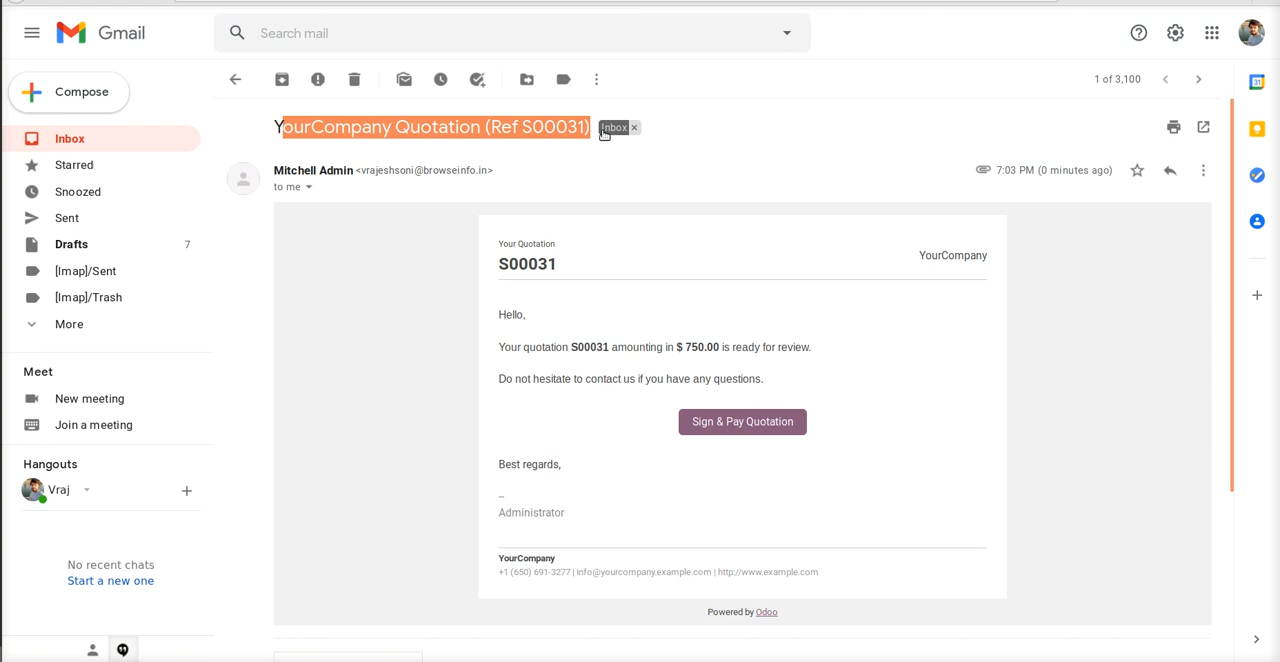 Gmail
Search mail
Compose
1 of 3,100
Inbox
Starred
Snoozed
Sent
Drafts 7
[Imap]/Sent
[Imap]/Trash
More
Meet
New meeting
Join a meeting
Hangouts
Vraj
No recent chats
Start a new one
YourCompany Quotation (Ref S00031) Inbox ×
Mitchell Admin <vrajeshsoni@browseinfo.in>
7:03 PM (0 minutes ago)
to me
Your Quotation
S00031
YourCompany
Hello,
Your quotation S00031 amounting in $ 750.00 is ready for review.
Do not hesitate to contact us if you have any questions.
Sign & Pay Quotation
Best regards,
--
Administrator
YourCompany
+1 (650) 691-3277 | info@yourcompany.example.com | http://www.example.com
Powered by Odoo
31